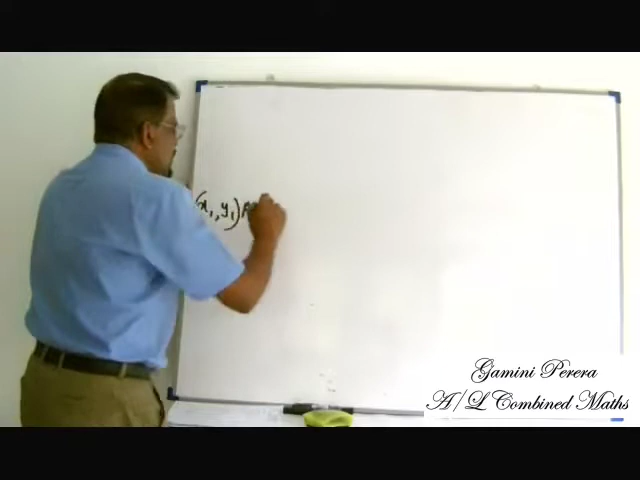 (x₁, y₁)
Gamini Perera
A/L Combined Maths